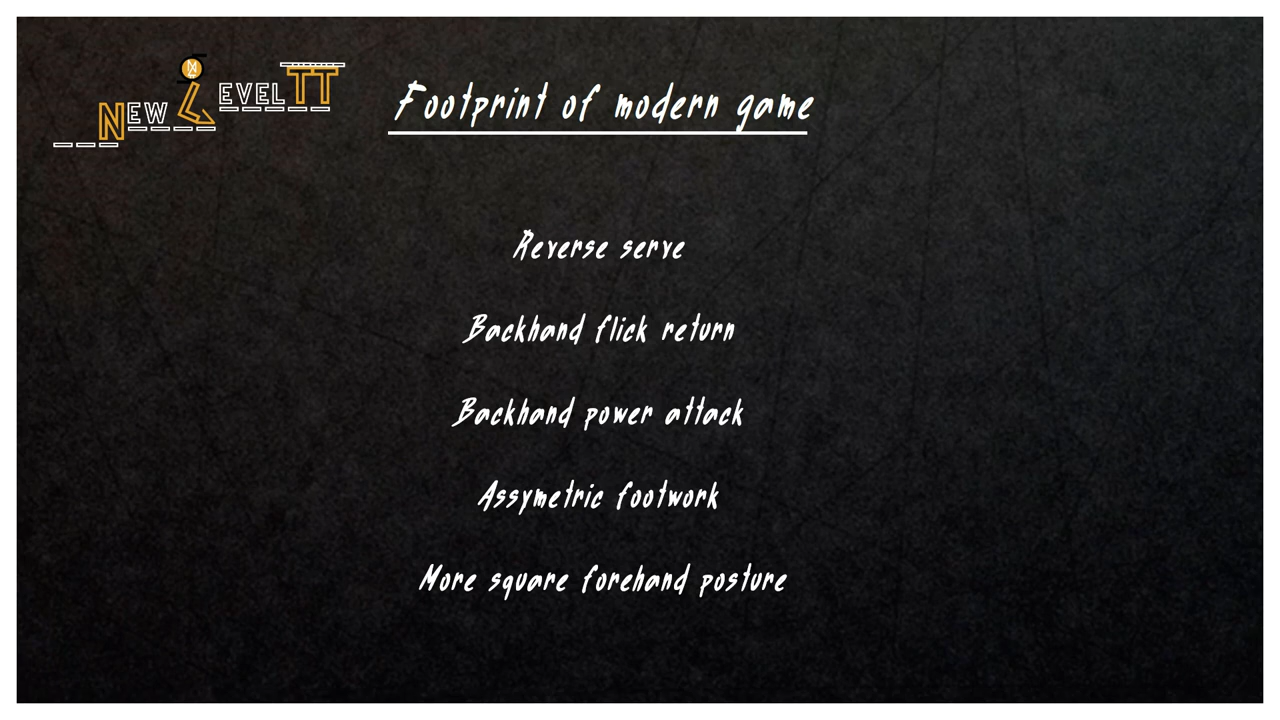 New Level TT
Footprint of modern game
Reverse serve
Backhand flick return
Backhand power attack
Assymetric footwork
More square forehand posture